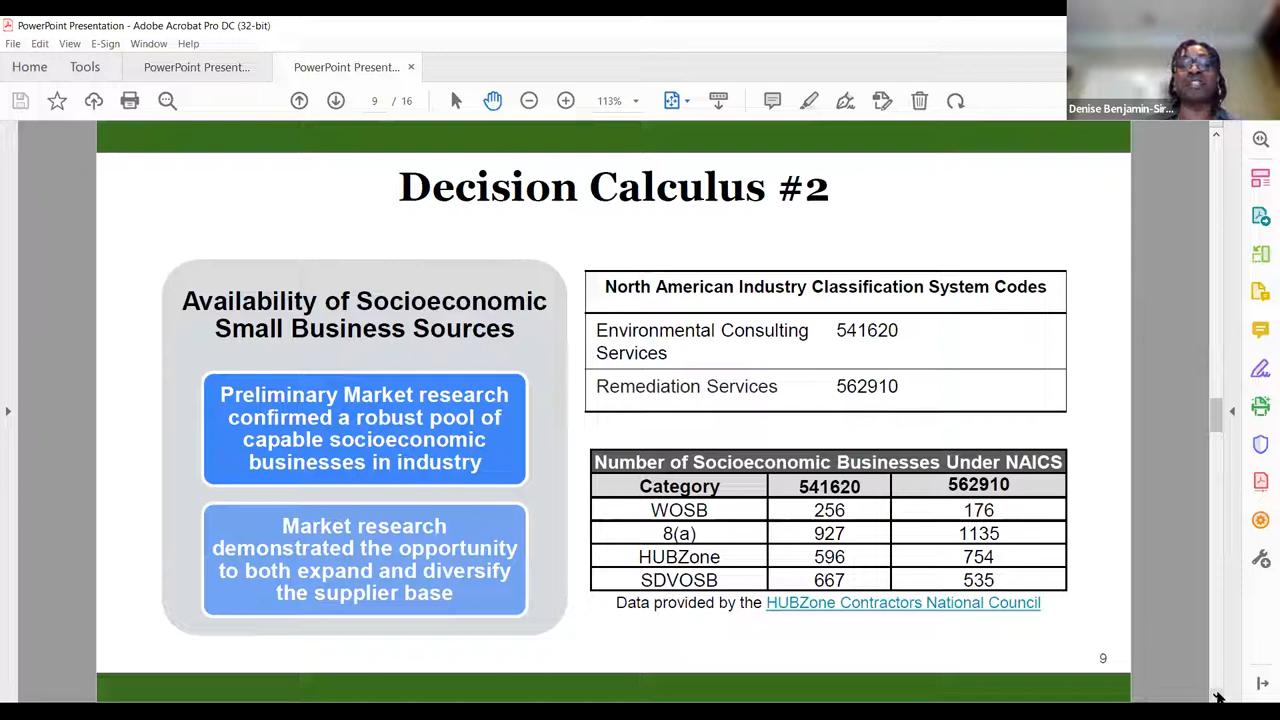 PowerPoint Presentation - Adobe Acrobat Pro DC (32-bit)
File Edit View E-Sign Window Help
Home Tools PowerPoint Present... PowerPoint Present... ×
9 / 16 113%
Denise Benjamin-Sir...
Decision Calculus #2
Availability of Socioeconomic
Small Business Sources
Preliminary Market research
confirmed a robust pool of
capable socioeconomic
businesses in industry
Market research
demonstrated the opportunity
to both expand and diversify
the supplier base
North American Industry Classification System Codes
Environmental Consulting 541620
Services
Remediation Services 562910
Number of Socioeconomic Businesses Under NAICS
Category 541620 562910
WOSB 256 176
8(a) 927 1135
HUBZone 596 754
SDVOSB 667 535
Data provided by the HUBZone Contractors National Council
9